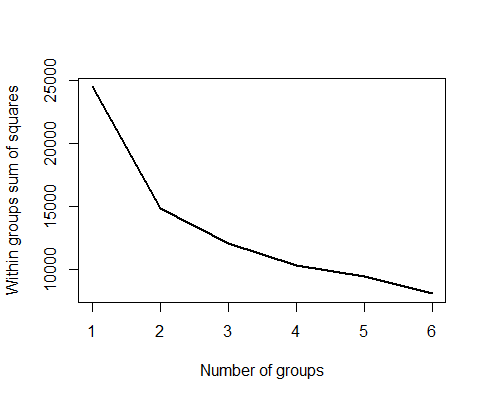 Within groups sum of squares
25000
20000
15000
10000
1 2 3 4 5 6
Number of groups